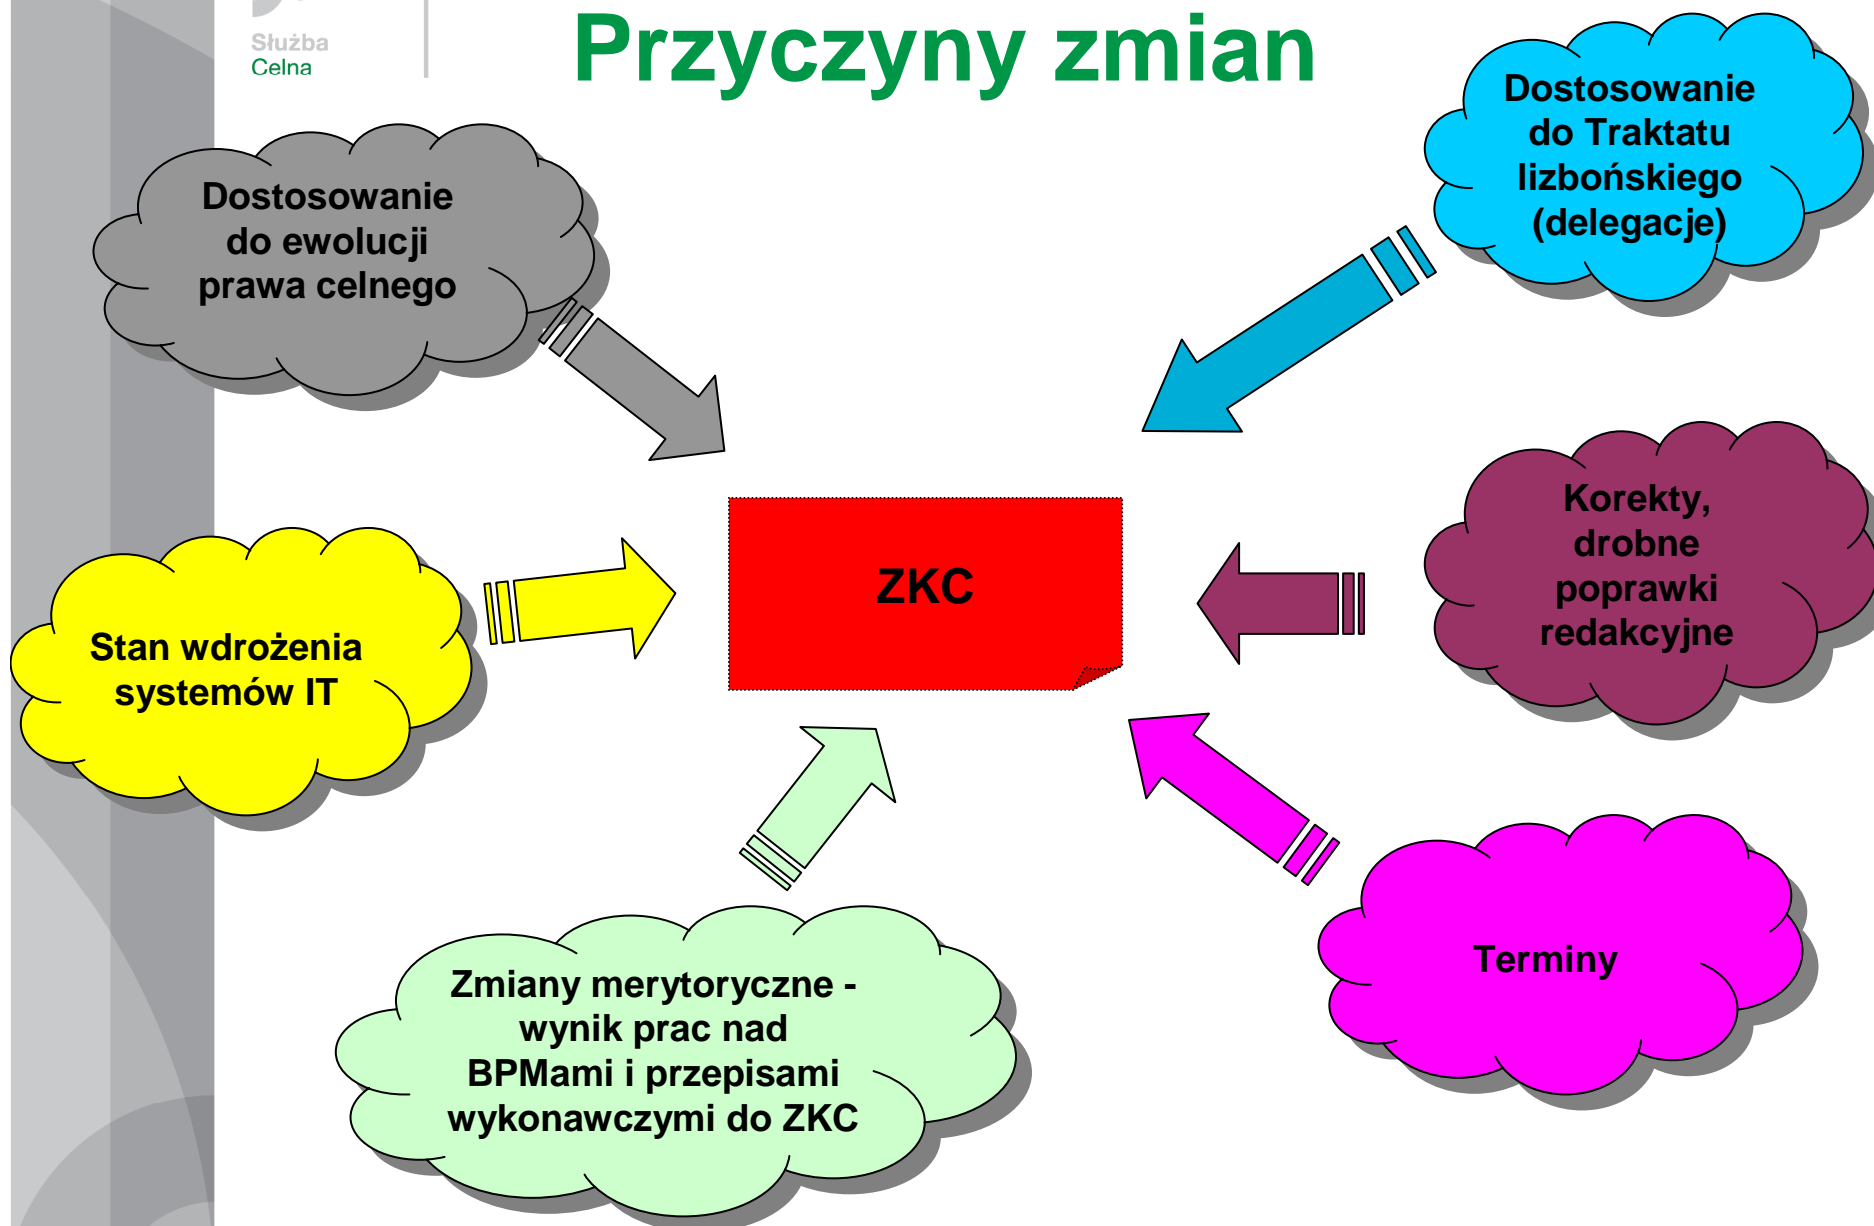 Służba
Celna
Przyczyny zmian
Dostosowanie
do ewolucji
prawa celnego
Dostosowanie
do Traktatu
lizbońskiego
(delegacje)
Stan wdrożenia
systemów IT
ZKC
Korekty,
drobne
poprawki
redakcyjne
Zmiany merytoryczne -
wynik prac nad
BPMami i przepisami
wykonawczymi do ZKC
Terminy